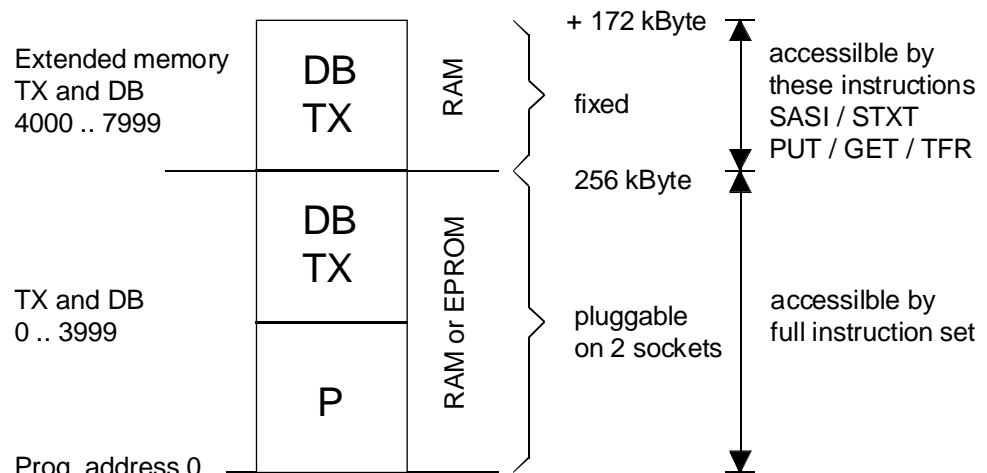 Extended memory
TX and DB
4000 .. 7999
DB
TX
RAM
+ 172 kByte
fixed
accessilble by
these instructions
SASI / STXT
PUT / GET / TFR
256 kByte
DB
TX
TX and DB
0 .. 3999
P
RAM or EPROM
pluggable
on 2 sockets
accessilble by
full instruction set
Prog. address 0